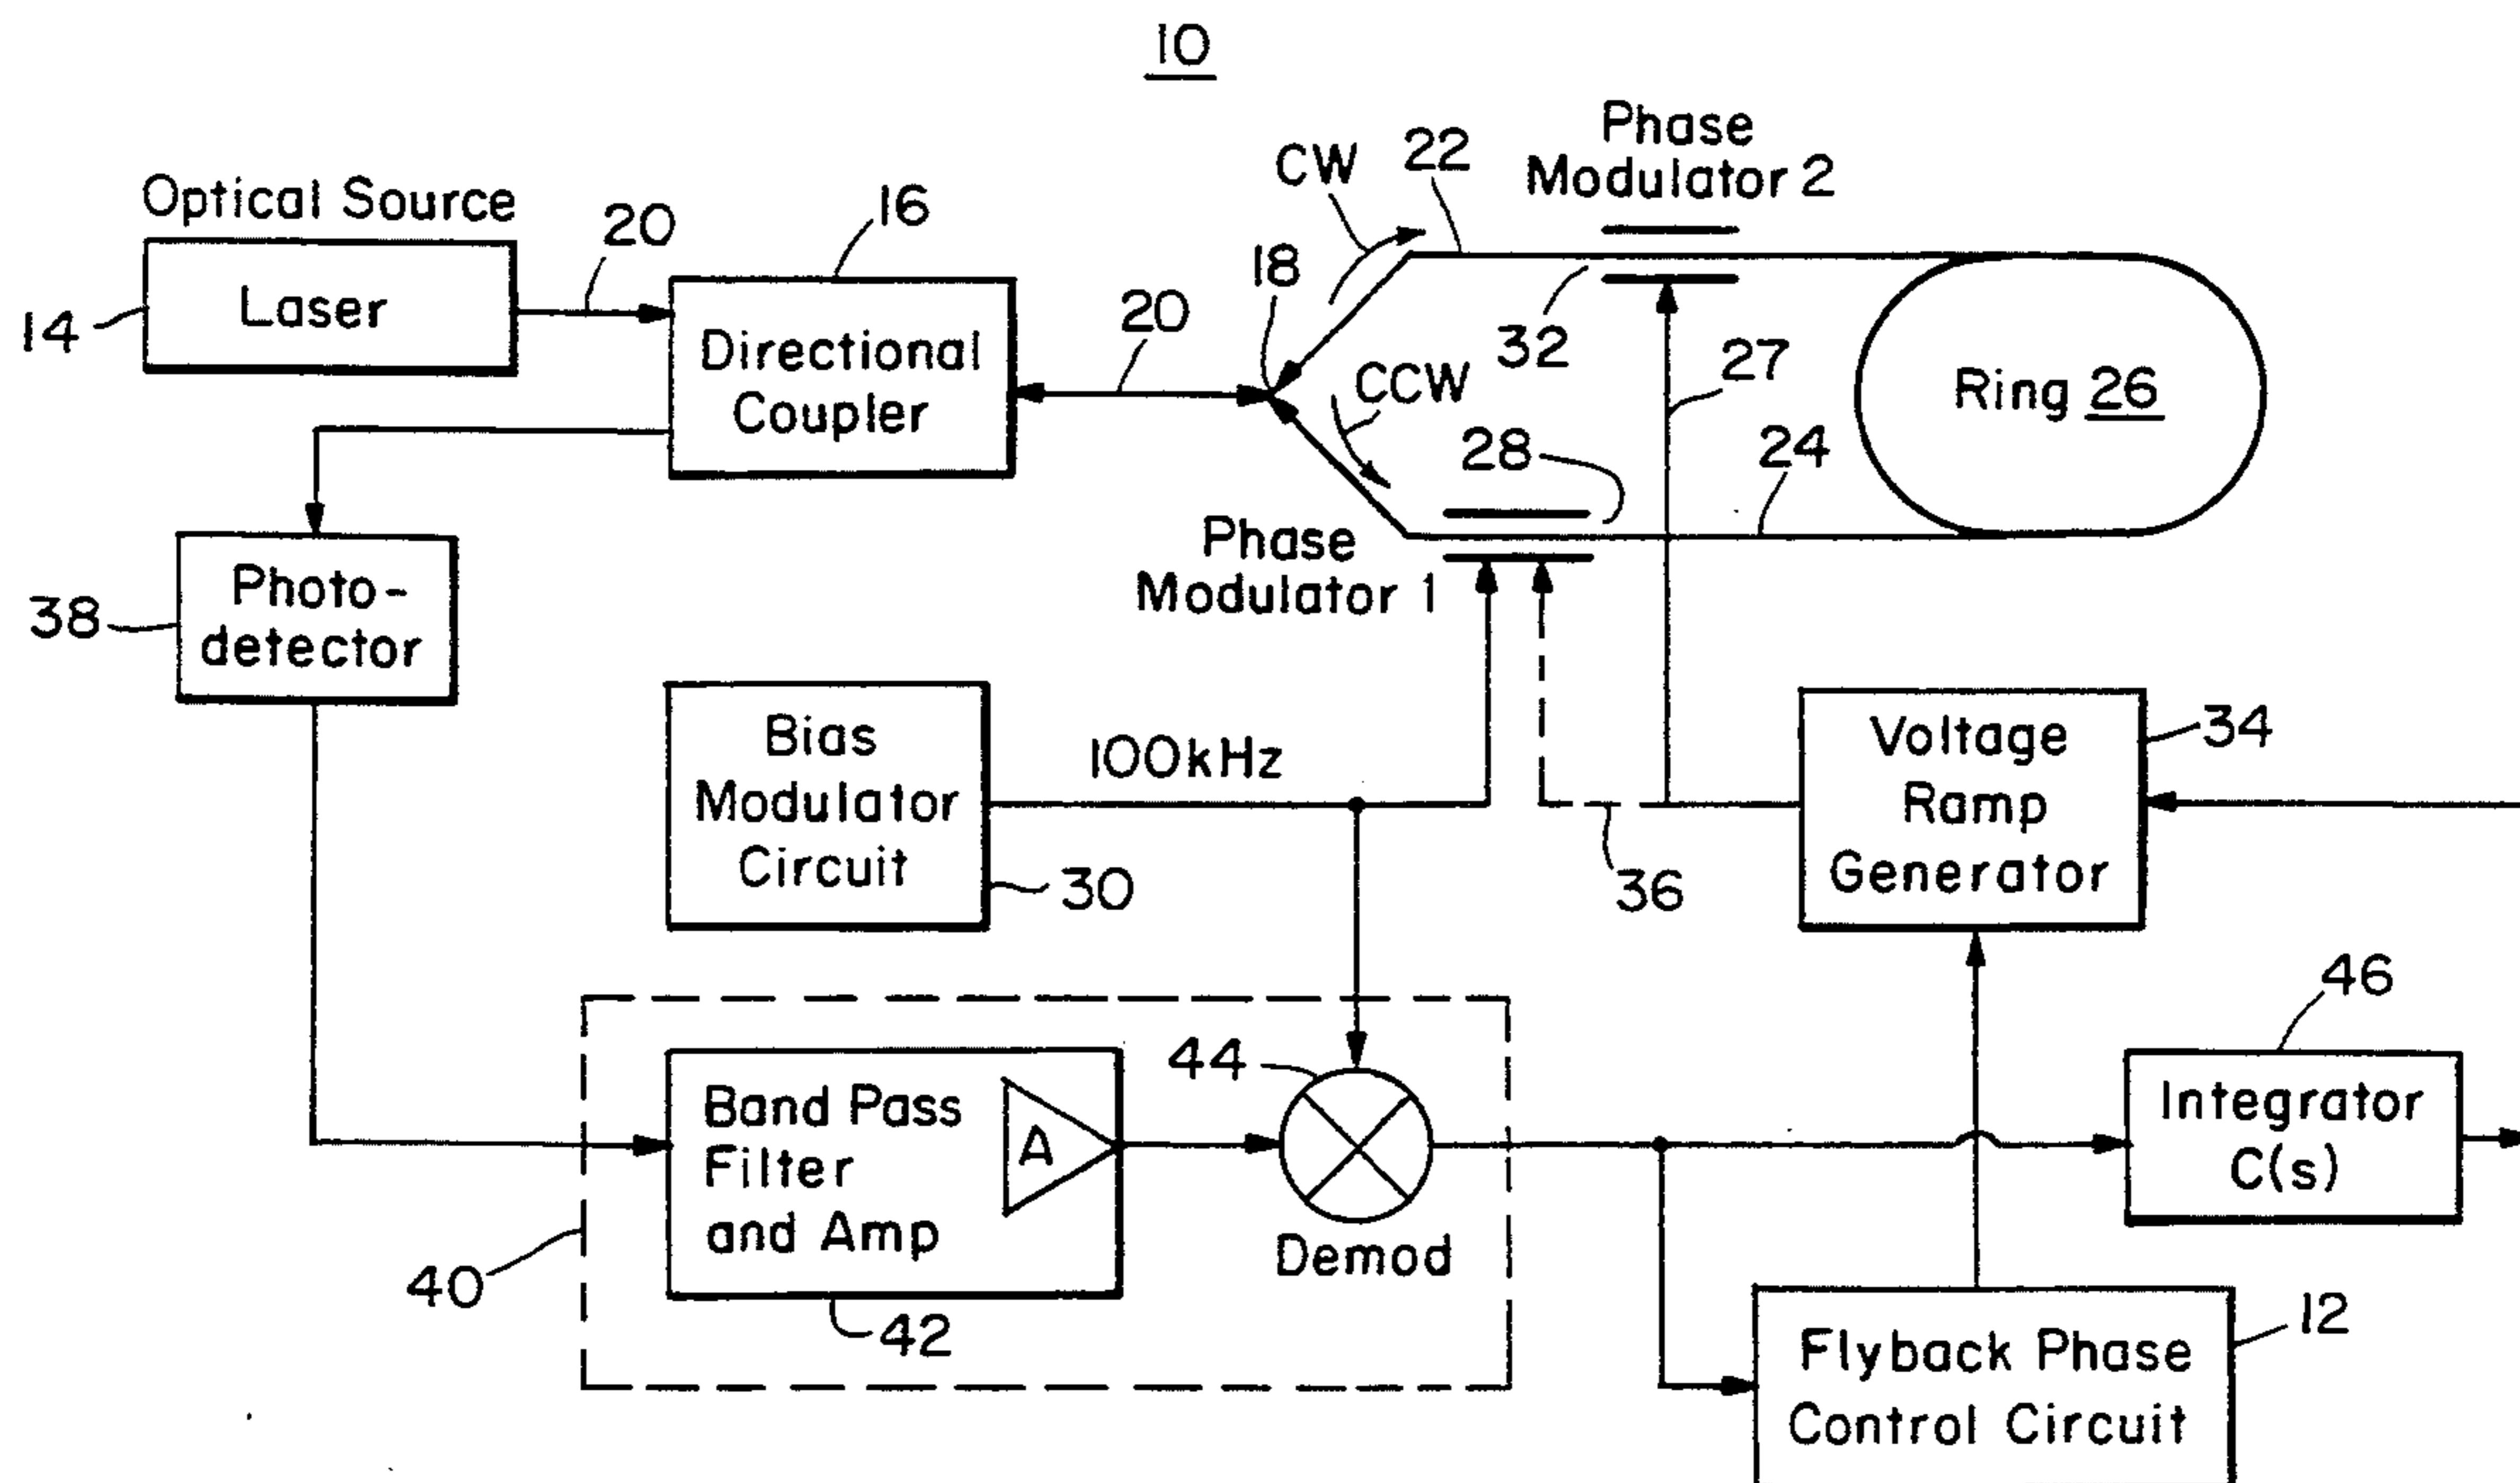 10
Optical Source
Laser
14
20
16
Directional
Coupler
20
18
CW
22
Phase
Modulator 2
32
27
CCW
28
24
Ring 26
Phase
Modulator 1
Photo-
detector
38
Bias
Modulator
Circuit
30
100kHz
36
Voltage
Ramp
Generator
34
46
Integrator
C(s)
44
Band Pass
Filter
and Amp
A
Demod
40
42
12
Flyback Phase
Control Circuit